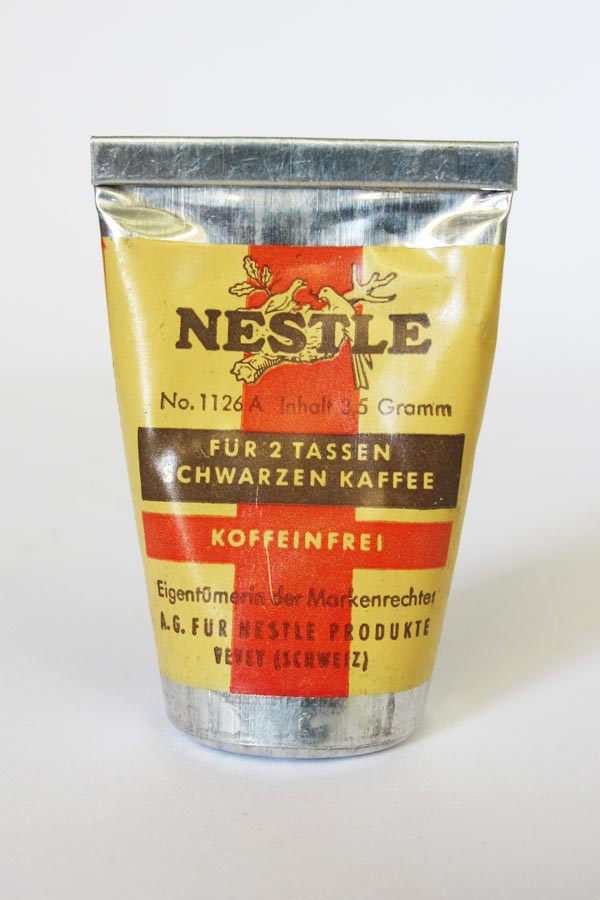 NESTLE
No. 1126 A Inhalt 3,5 Gramm
FÜR 2 TASSEN
SCHWARZEN KAFFEE
KOFFEINFREI
Eigentümerin der Markenrechte:
A.G. FÜR NESTLE PRODUKTE
VEVEY (SCHWEIZ)